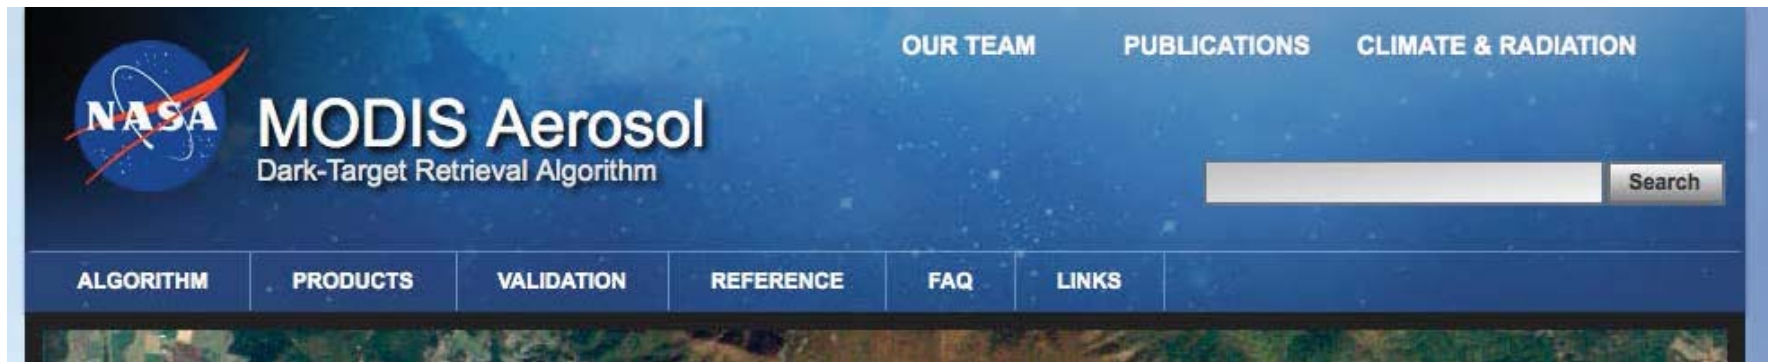 OUR TEAM PUBLICATIONS CLIMATE & RADIATION
NASA
MODIS Aerosol
Dark-Target Retrieval Algorithm
Search
ALGORITHM PRODUCTS VALIDATION REFERENCE FAQ LINKS